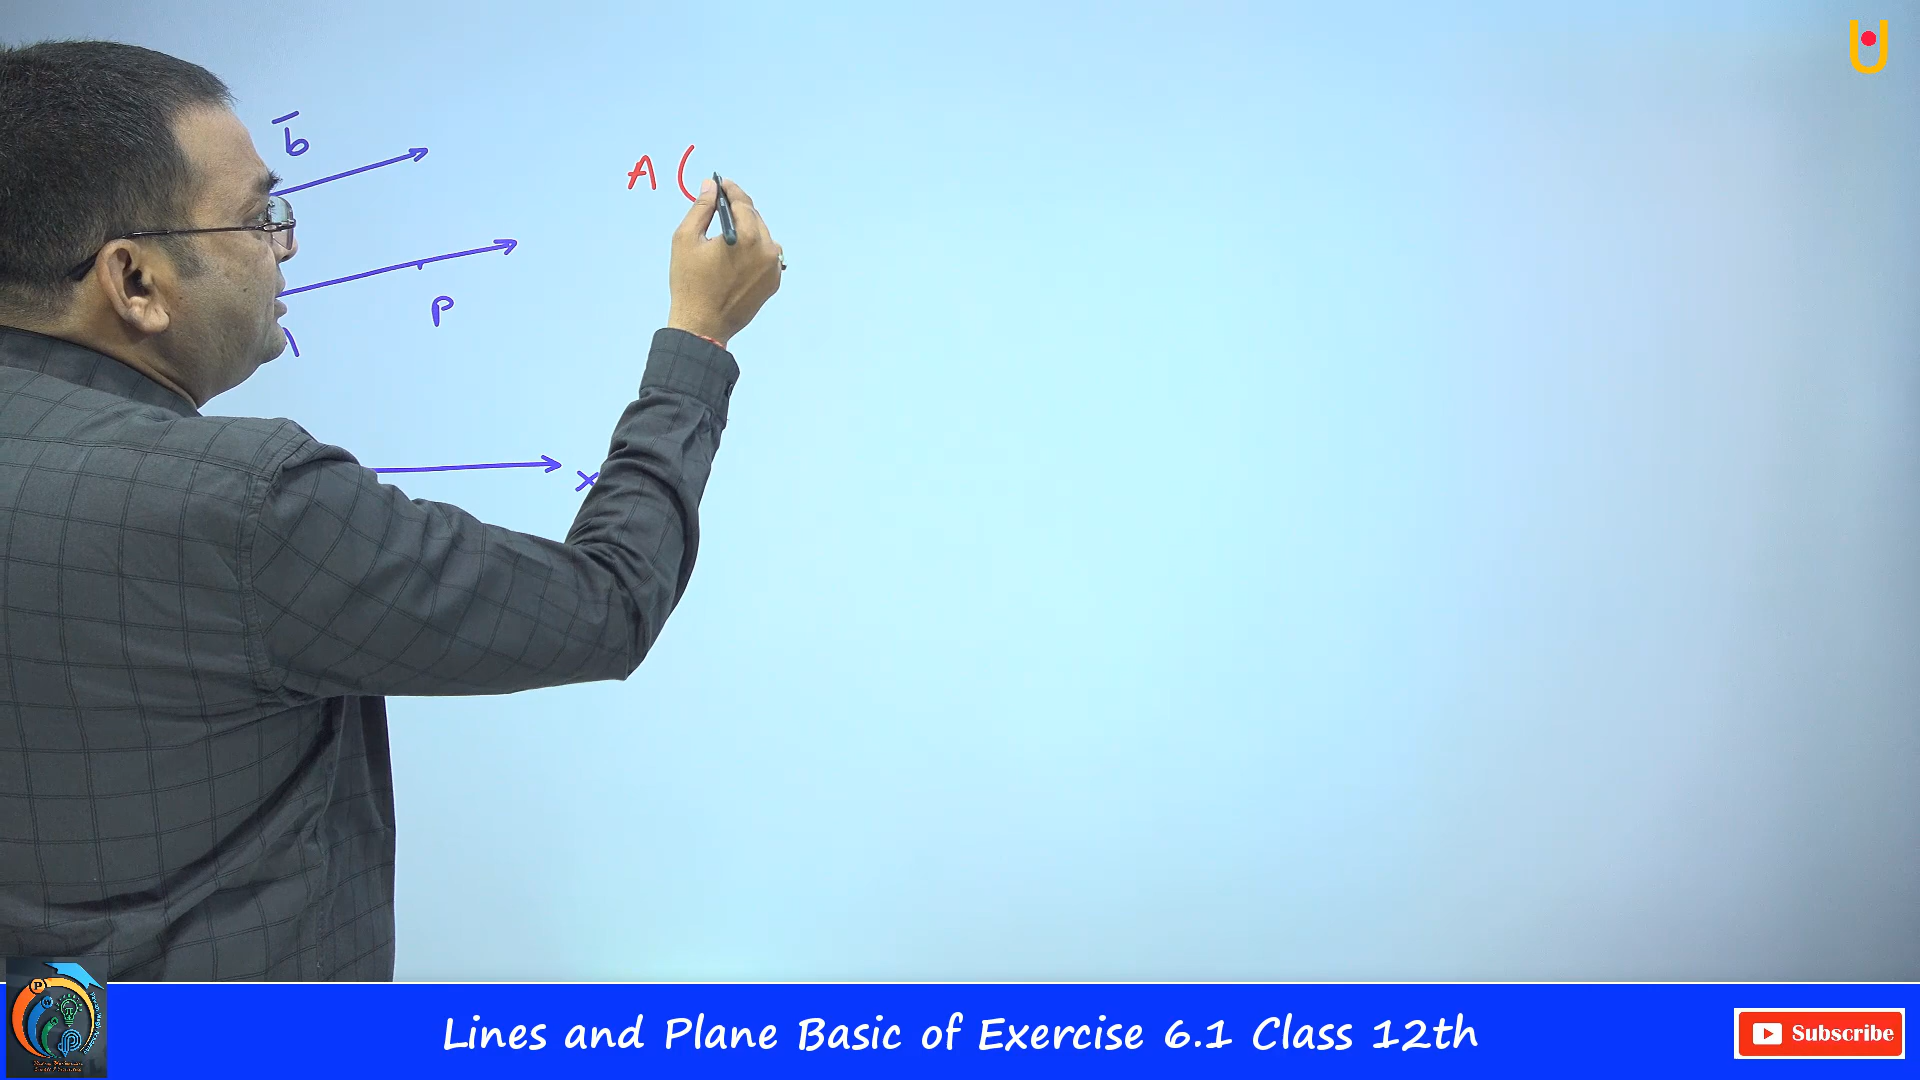 b̅
A (
P
x
Lines and Plane Basic of Exercise 6.1 Class 12th
Subscribe